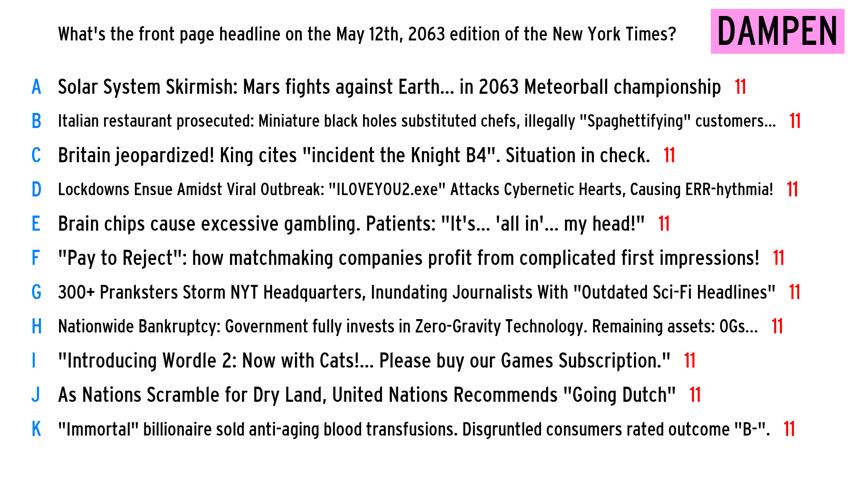 What's the front page headline on the May 12th, 2063 edition of the New York Times? DAMPEN
A Solar System Skirmish: Mars fights against Earth... in 2063 Meteorball championship 11
B Italian restaurant prosecuted: Miniature black holes substituted chefs, illegally "Spaghettifying" customers... 11
C Britain jeopardized! King cites "incident the Knight B4". Situation in check. 11
D Lockdowns Ensue Amidst Viral Outbreak: "ILOVEYOU2.exe" Attacks Cybernetic Hearts, Causing ERR-hythmia! 11
E Brain chips cause excessive gambling. Patients: "It's... 'all in'... my head!" 11
F "Pay to Reject": how matchmaking companies profit from complicated first impressions! 11
G 300+ Pranksters Storm NYT Headquarters, Inundating Journalists With "Outdated Sci-Fi Headlines" 11
H Nationwide Bankruptcy: Government fully invests in Zero-Gravity Technology. Remaining assets: 0Gs... 11
I "Introducing Wordle 2: Now with Cats!... Please buy our Games Subscription." 11
J As Nations Scramble for Dry Land, United Nations Recommends "Going Dutch" 11
K "Immortal" billionaire sold anti-aging blood transfusions. Disgruntled consumers rated outcome "B-". 11